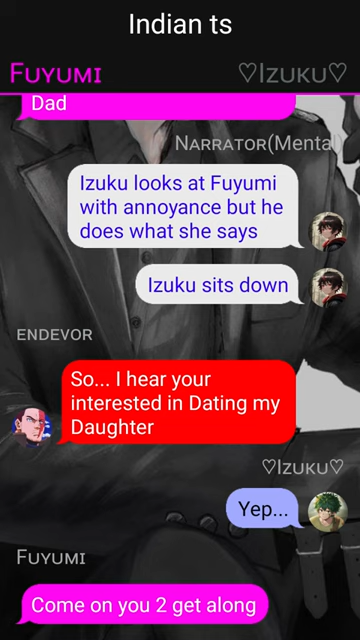 Indian ts
Fuyumi
♡Izuku♡
Dad
Narrator(Mental)
Izuku looks at Fuyumi
with annoyance but he
does what she says
Izuku sits down
ENDEVOR
So... I hear your
interested in Dating my
Daughter
♡Izuku♡
Yep...
Fuyumi
Come on you 2 get along